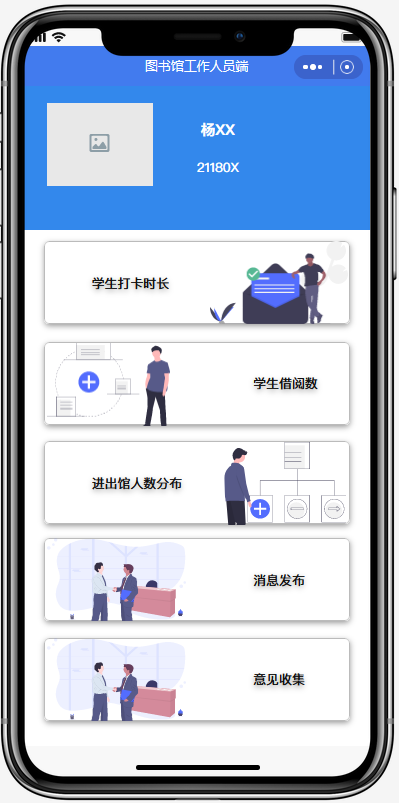 图书馆工作人员端
杨XX
21180X
学生打卡时长
学生借阅数
进出馆人数分布
消息发布
意见收集